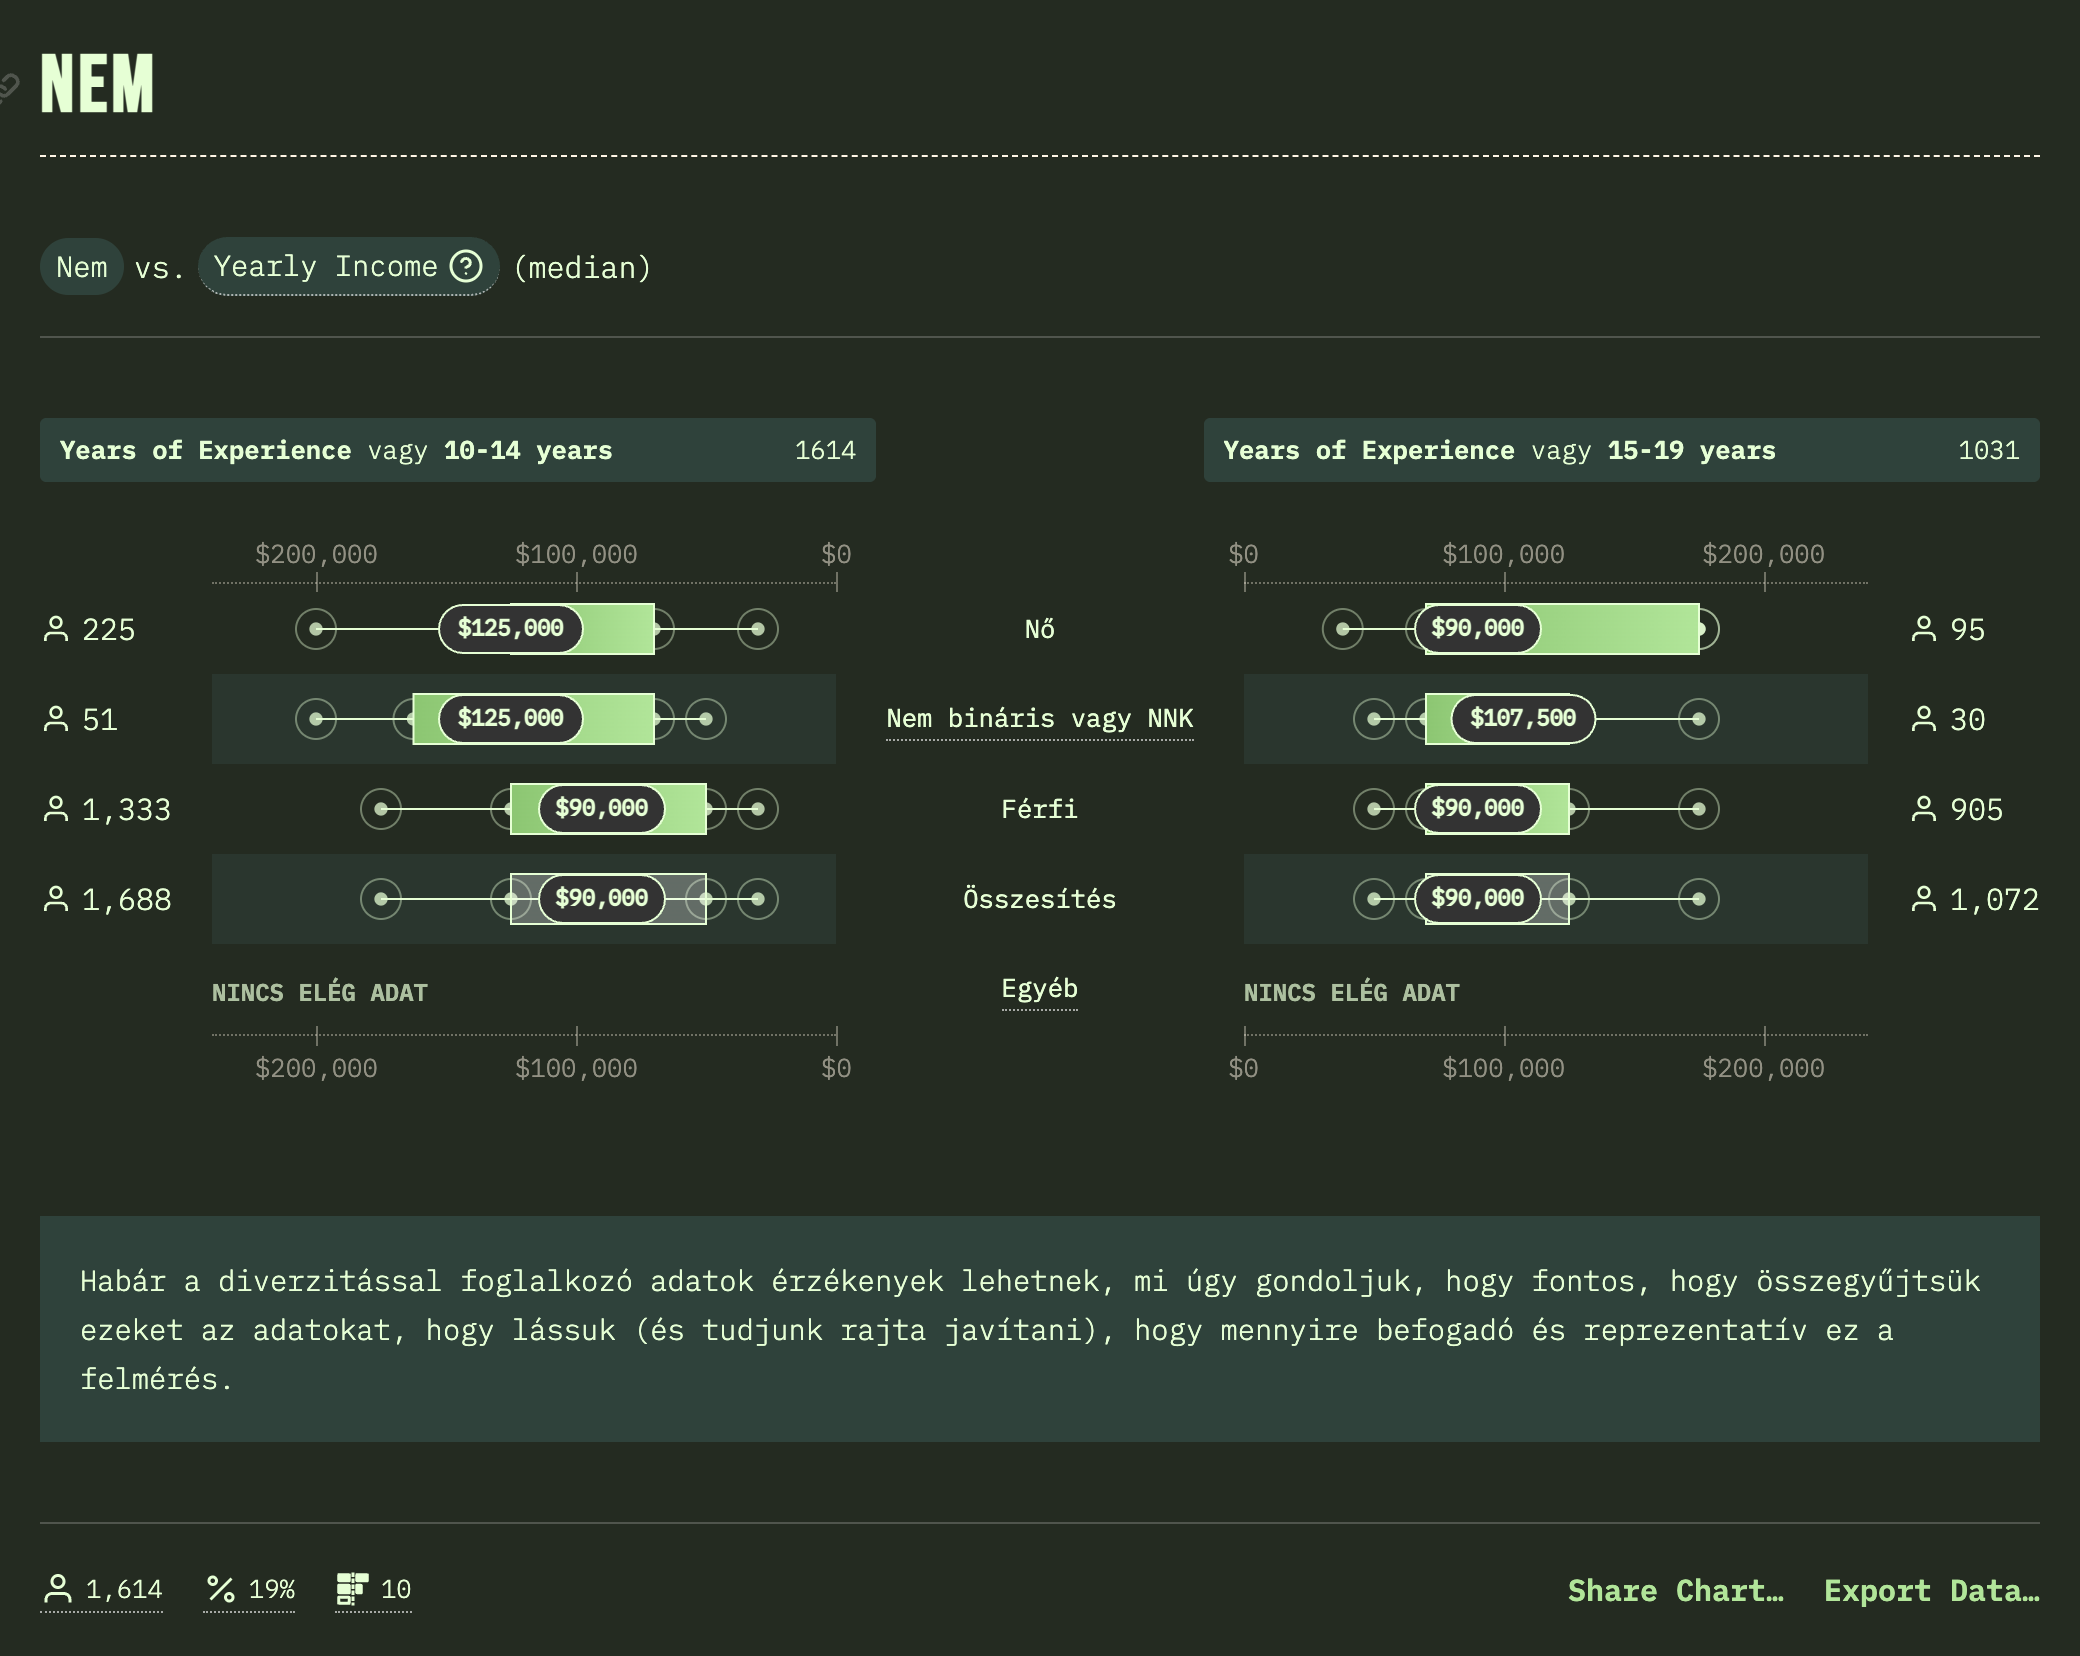 NEM
Nem vs. Yearly Income (median)
Years of Experience vagy 10-14 years 1614
Years of Experience vagy 15-19 years 1031
$200,000 $100,000 $0
$0 $100,000 $200,000
225 $125,000 Nő $90,000 95
51 $125,000 Nem bináris vagy NNK $107,500 30
1,333 $90,000 Férfi $90,000 905
1,688 $90,000 Összesítés $90,000 1,072
NINCS ELÉG ADAT Egyéb NINCS ELÉG ADAT
$200,000 $100,000 $0
$0 $100,000 $200,000
Habár a diverzitással foglalkozó adatok érzékenyek lehetnek, mi úgy gondoljuk, hogy fontos, hogy összegyűjtsük
ezeket az adatokat, hogy lássuk (és tudjunk rajta javítani), hogy mennyire befogadó és reprezentatív ez a
felmérés.
1,614 19% 10 Share Chart… Export Data…